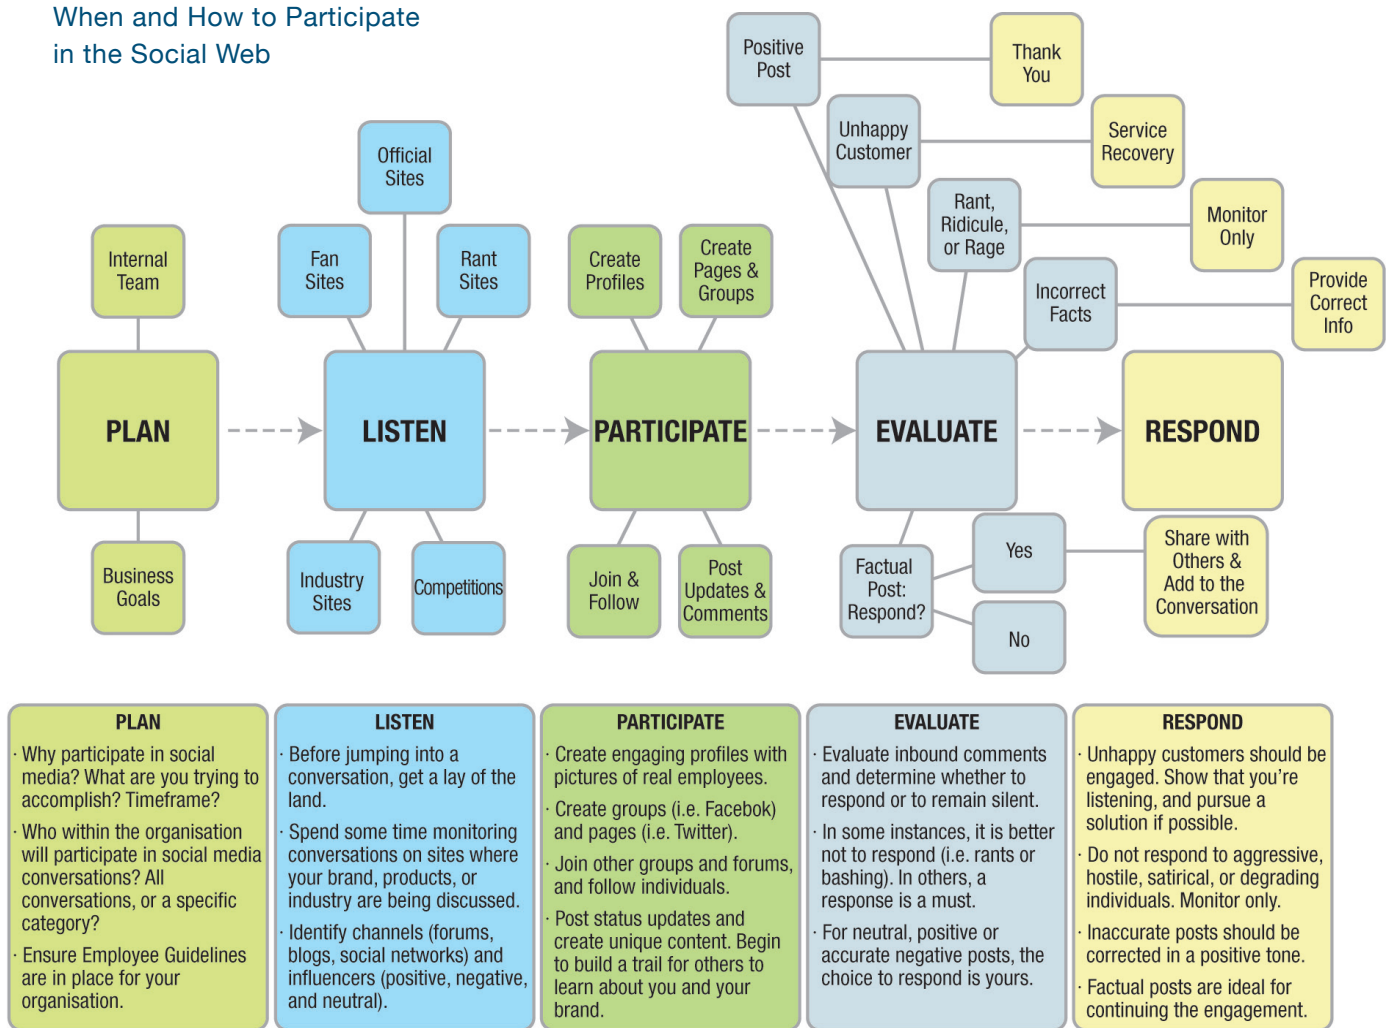 When and How to Participate
in the Social Web
Positive
Post
Thank
You
Unhappy
Customer
Service
Recovery
Rant,
Ridicule,
or Rage
Monitor
Only
Incorrect
Facts
Provide
Correct
Info
Official
Sites
Fan
Sites
Rant
Sites
Internal
Team
Create
Profiles
Create
Pages &
Groups
PLAN
LISTEN
PARTICIPATE
EVALUATE
RESPOND
Business
Goals
Industry
Sites
Competitions
Join &
Follow
Post
Updates &
Comments
Factual
Post:
Respond?
Yes
No
Share with
Others &
Add to the
Conversation
PLAN
· Why participate in social
media? What are you trying to
accomplish? Timeframe?
· Who within the organisation
will participate in social media
conversations? All
conversations, or a specific
category?
· Ensure Employee Guidelines
are in place for your
organisation.
LISTEN
· Before jumping into a
conversation, get a lay of the
land.
· Spend some time monitoring
conversations on sites where
your brand, products, or
industry are being discussed.
· Identify channels (forums,
blogs, social networks) and
influencers (positive, negative,
and neutral).
PARTICIPATE
· Create engaging profiles with
pictures of real employees.
· Create groups (i.e. Facebok)
and pages (i.e. Twitter).
· Join other groups and forums,
and follow individuals.
· Post status updates and
create unique content. Begin
to build a trail for others to
learn about you and your
brand.
EVALUATE
· Evaluate inbound comments
and determine whether to
respond or to remain silent.
· In some instances, it is better
not to respond (i.e. rants or
bashing). In others, a
response is a must.
· For neutral, positive or
accurate negative posts, the
choice to respond is yours.
RESPOND
· Unhappy customers should be
engaged. Show that you're
listening, and pursue a
solution if possible.
· Do not respond to aggressive,
hostile, satirical, or degrading
individuals. Monitor only.
· Inaccurate posts should be
corrected in a positive tone.
· Factual posts are ideal for
continuing the engagement.